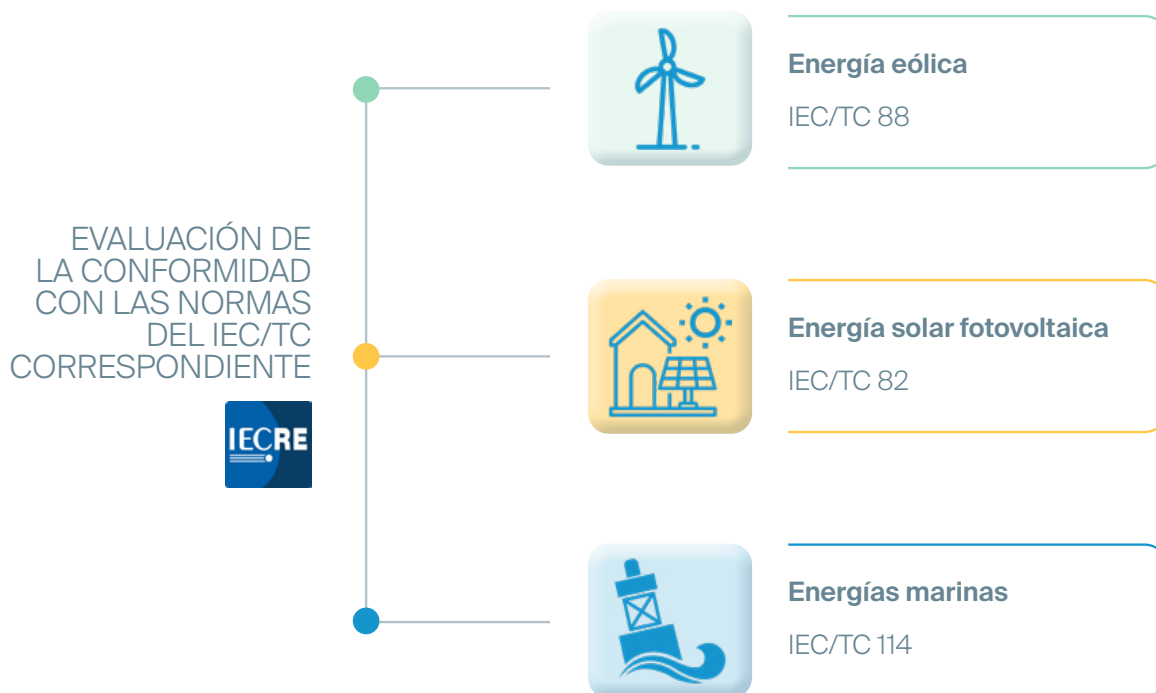 EVALUACIÓN DE
LA CONFORMIDAD
CON LAS NORMAS
DEL IEC/TC
CORRESPONDIENTE
IECRE
Energía eólica
IEC/TC 88
Energía solar fotovoltaica
IEC/TC 82
Energías marinas
IEC/TC 114